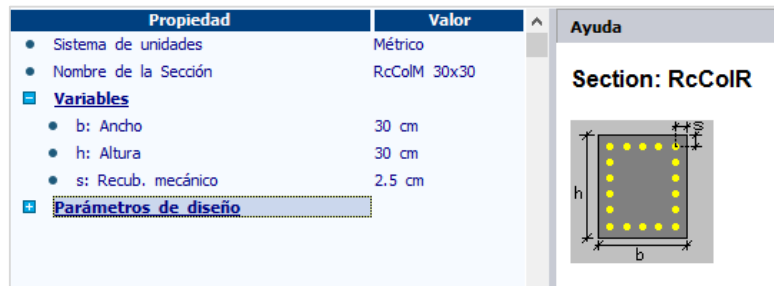 Propiedad Valor
Sistema de unidades Métrico
Nombre de la Sección RcColM 30x30
Variables
b: Ancho 30 cm
h: Altura 30 cm
s: Recub. mecánico 2.5 cm
Parámetros de diseño
Ayuda
Section: RcColR
s
h
b